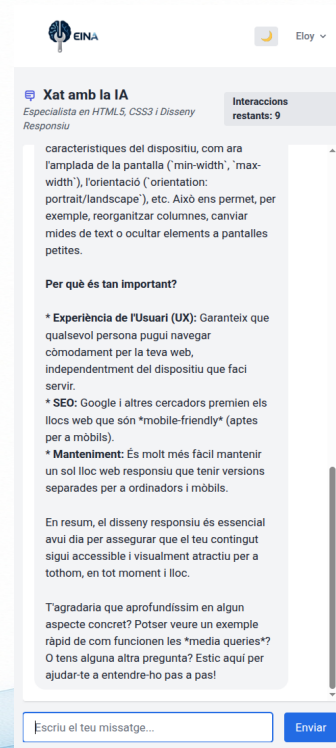 EINA
Eloy
Xat amb la IA
Especialista en HTML5, CSS3 i Disseny
Responsiu
Interaccions
restants: 9
característiques del dispositiu, com ara
l'amplada de la pantalla (`min-width`, `max-
width`), l'orientació (`orientation:
portrait/landscape`), etc. Això ens permet, per
exemple, reorganitzar columnes, canviar
mides de text o ocultar elements a pantalles
petites.
Per què és tan important?
* Experiència de l'Usuari (UX): Garanteix que
qualsevol persona pugui navegar
còmodament per la teva web,
independentment del dispositiu que faci
servir.
* SEO: Google i altres cercadors premien els
llocs web que són *mobile-friendly* (aptes
per a mòbils).
* Manteniment: És molt més fàcil mantenir
un sol lloc web responsiu que tenir versions
separades per a ordinadors i mòbils.
En resum, el disseny responsiu és essencial
avui dia per assegurar que el teu contingut
sigui accessible i visualment atractiu per a
tothom, en tot moment i lloc.
T'agradaria que aprofundíssim en algun
aspecte concret? Potser veure un exemple
ràpid de com funcionen les *media queries*?
O tens alguna altra pregunta? Estic aquí per
ajudar-te a entendre-ho pas a pas!
Escriu el teu missatge...
Enviar